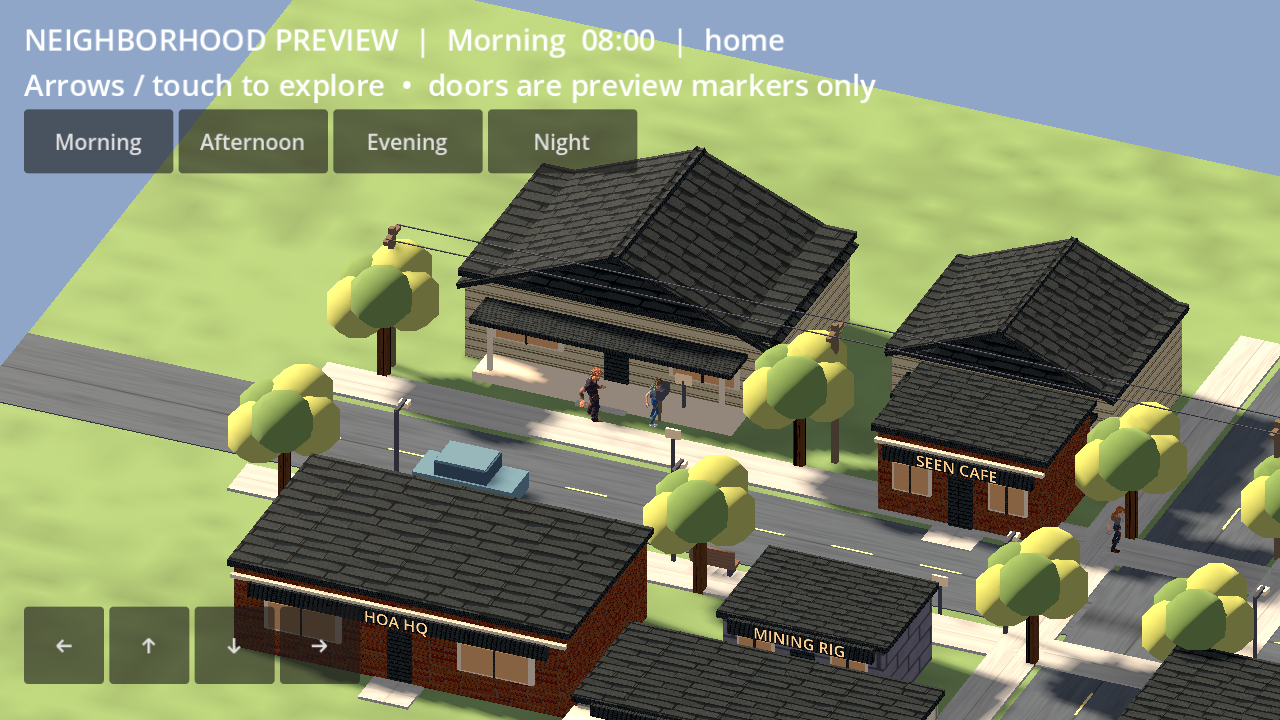 NEIGHBORHOOD PREVIEW | Morning 08:00 | home
Arrows / touch to explore • doors are preview markers only
Morning Afternoon Evening Night
SEEN CAFE
HOA HQ
MINING RIG
← ↑ ↓ →